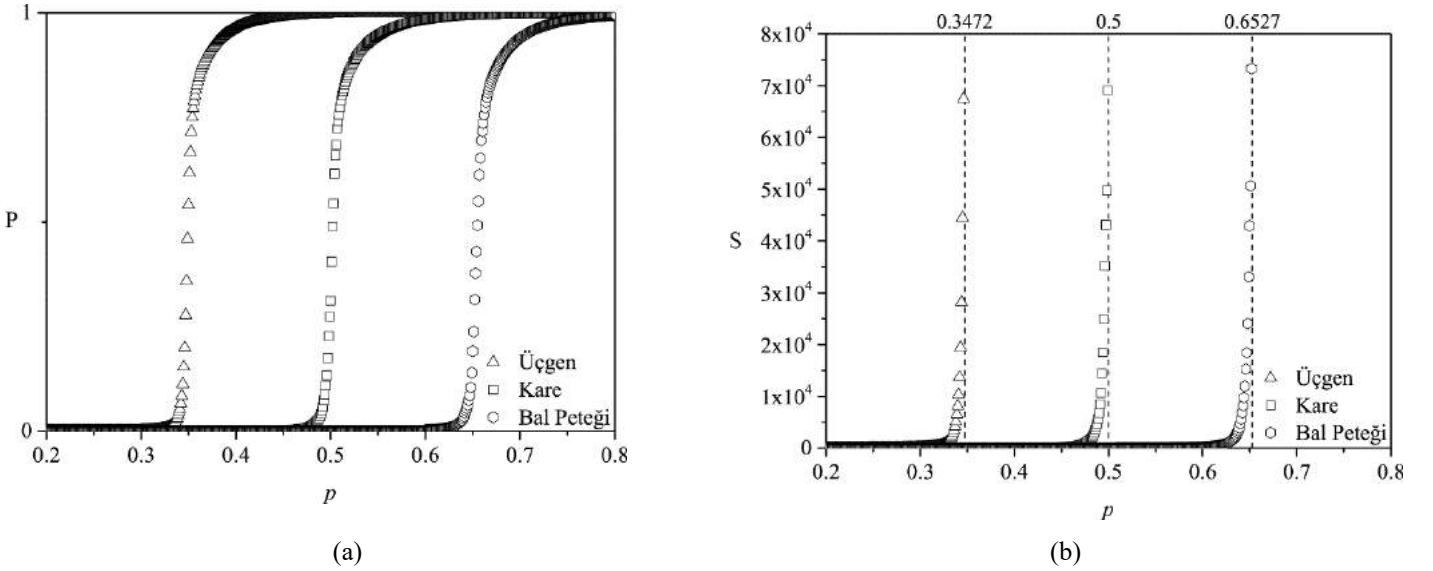 1
P
0
0.2 0.3 0.4 0.5 0.6 0.7 0.8
p
Üçgen
Kare
Bal Peteği
(a)
0.3472 0.5 0.6527
8x10⁴
7x10⁴
6x10⁴
5x10⁴
S
4x10⁴
3x10⁴
2x10⁴
1x10⁴
0
0.2 0.3 0.4 0.5 0.6 0.7 0.8
p
Üçgen
Kare
Bal Peteği
(b)